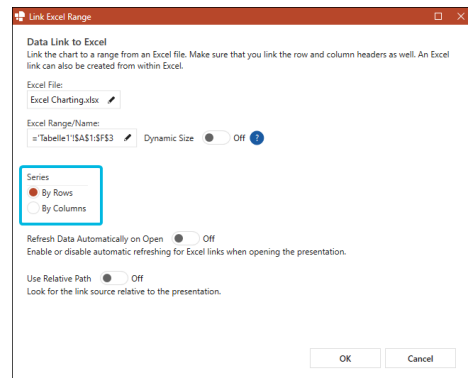 Link Excel Range
Data Link to Excel
Link the chart to a range from an Excel file. Make sure that you link the row and column headers as well. An Excel
link can also be created from within Excel.
Excel File:
Excel Charting.xlsx
Excel Range/Name:
='Tabelle1'!$A$1:$F$3 Dynamic Size Off ?
Series
By Rows
By Columns
Refresh Data Automatically on Open Off
Enable or disable automatic refreshing for Excel links when opening the presentation.
Use Relative Path Off
Look for the link source relative to the presentation.
OK Cancel